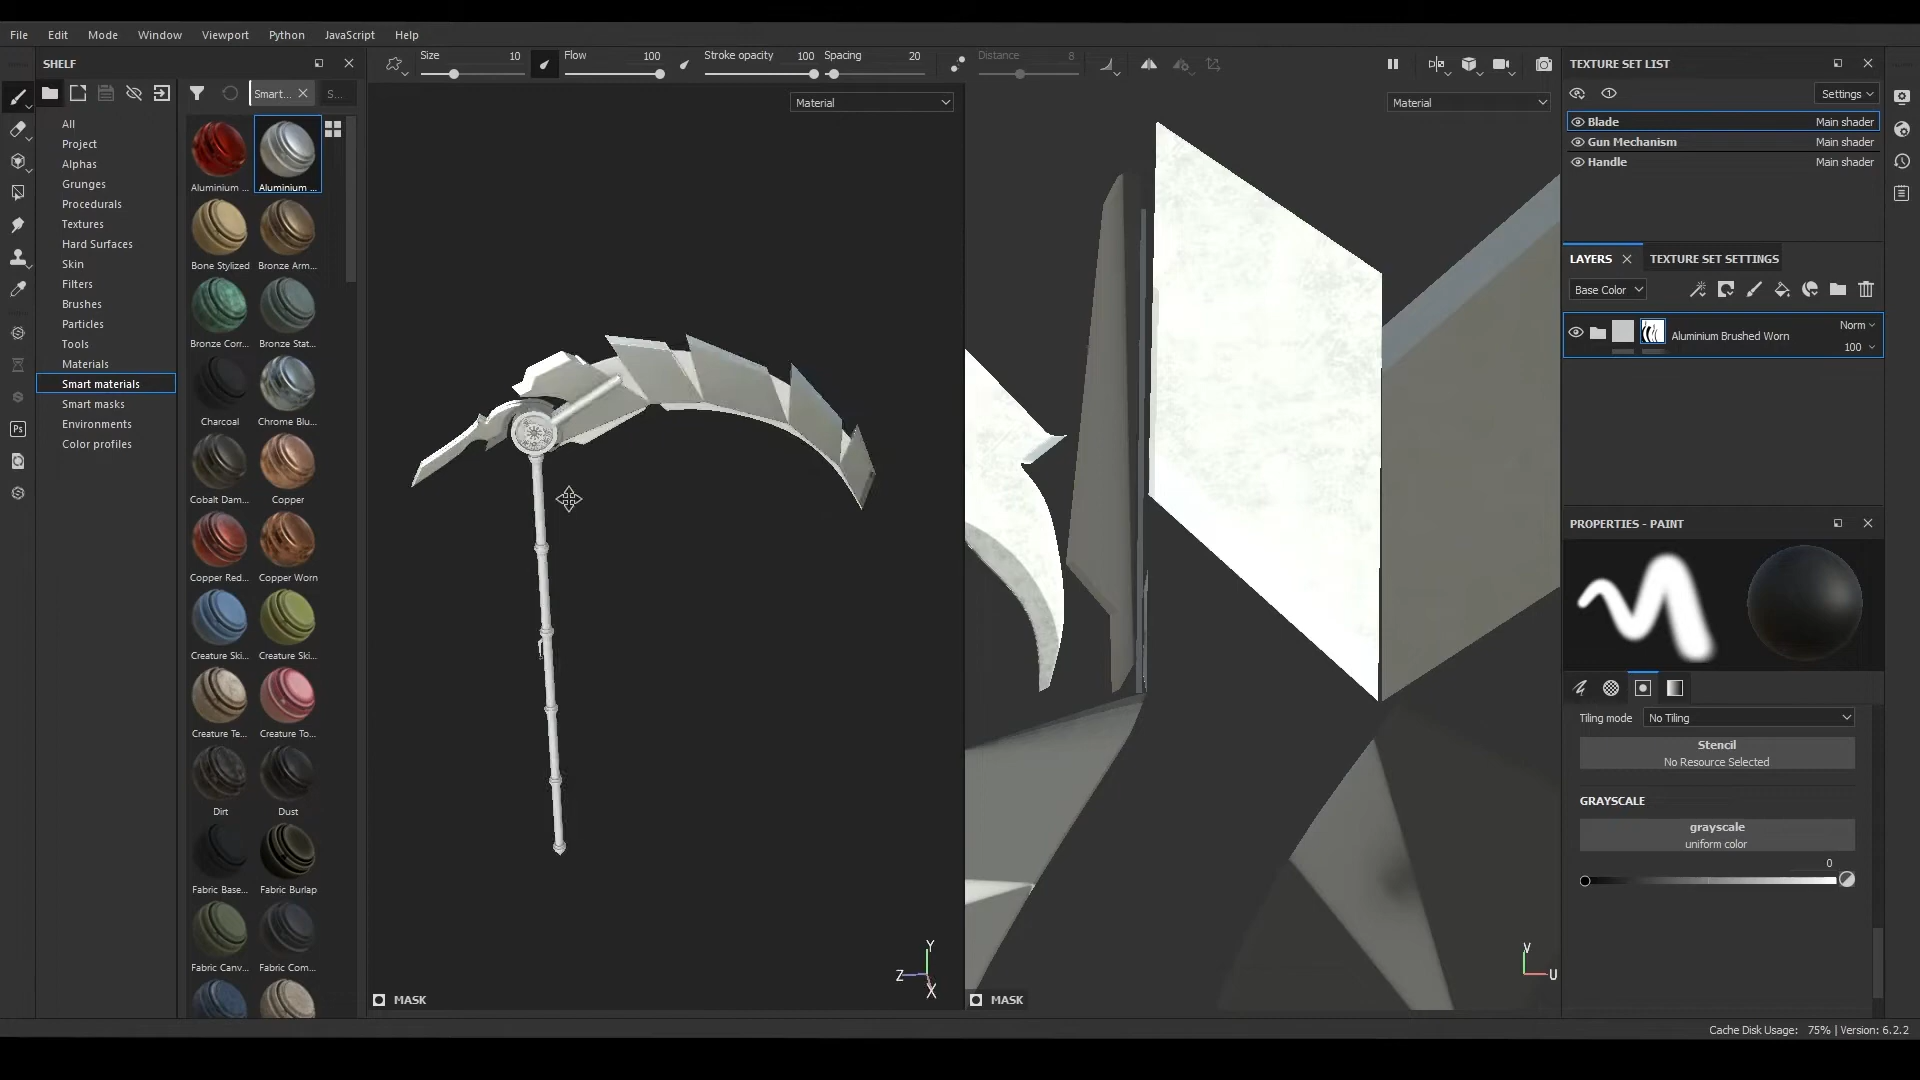 File Edit Mode Window Viewport Python JavaScript Help
SHELF
Size 10 Flow 100 Stroke opacity 100 Spacing 20 Distance 8
Smart... S...
All
Project
Alphas
Grunges
Procedurals
Textures
Hard Surfaces
Skin
Filters
Brushes
Particles
Tools
Materials
Smart materials
Smart masks
Environments
Color profiles
Ps
Aluminium ... Aluminium ...
Bone Stylized Bronze Arm...
Bronze Corr... Bronze Stat...
Charcoal Chrome Blu...
Cobalt Dam... Copper
Copper Red... Copper Worn
Creature Ski... Creature Ski...
Creature Te... Creature To...
Dirt Dust
Fabric Base... Fabric Burlap
Fabric Canv... Fabric Com...
Material
Material
Y
Z
X
MASK
V
U
MASK
TEXTURE SET LIST
1 Settings
Blade Main shader
Gun Mechanism Main shader
Handle Main shader
LAYERS TEXTURE SET SETTINGS
Base Color
Aluminium Brushed Worn Norm
100
PROPERTIES - PAINT
Tiling mode No Tiling
Stencil
No Resource Selected
GRAYSCALE
grayscale
uniform color
0
Cache Disk Usage: 75% | Version: 6.2.2